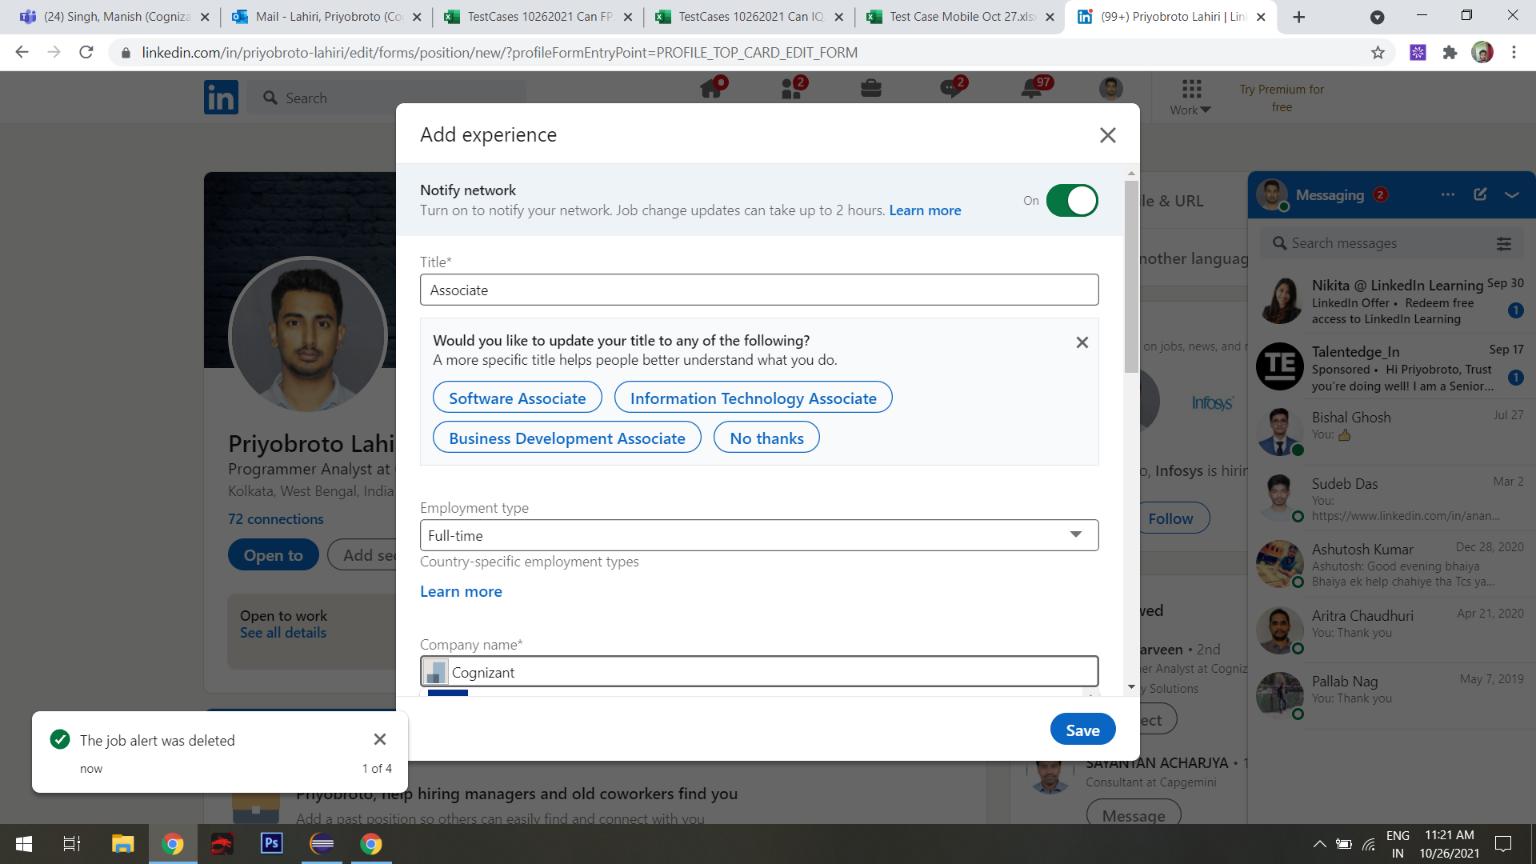 (24) Singh, Manish (Cogniza
Mail - Lahiri, Priyobroto (Co
TestCases 10262021 Can FP.
TestCases 10262021 Can IQ
Test Case Mobile Oct 27.xls
(99+) Priyobroto Lahiri | Lin
linkedin.com/in/priyobroto-lahiri/edit/forms/position/new/?profileFormEntryPoint=PROFILE_TOP_CARD_EDIT_FORM
in
Search
2
2
97
Work
Try Premium for
free
Add experience
Notify network
Turn on to notify your network. Job change updates can take up to 2 hours. Learn more
On
Title*
Associate
Would you like to update your title to any of the following?
A more specific title helps people better understand what you do.
Software Associate
Information Technology Associate
Business Development Associate
No thanks
Employment type
Full-time
Country-specific employment types
Learn more
Company name*
Cognizant
Save
Priyobroto Lahi
Programmer Analyst at
Kolkata, West Bengal, India
72 connections
Open to
Add se
Open to work
See all details
The job alert was deleted
now
1 of 4
Priyobroto, help hiring managers and old coworkers find you
Add a past position so others can easily find and connect with you
le & URL
nother languag
on jobs, news, and r
Infosys
o, Infosys is hirin
Follow
wed
arveen • 2nd
er Analyst at Cogniz
y Solutions
ect
SAYANTAN ACHARJYA • 1
Consultant at Capgemini
Message
Messaging 2
Search messages
Nikita @ LinkedIn Learning Sep 30
LinkedIn Offer • Redeem free
access to LinkedIn Learning
1
TE
Talentedge_In Sep 17
Sponsored • Hi Priyobroto, Trust
you're doing well! I am a Senior...
1
Bishal Ghosh Jul 27
You: 👍
Sudeb Das Mar 2
You:
https://www.linkedin.com/in/anan...
Ashutosh Kumar Dec 28, 2020
Ashutosh: Good evening bhaiya
Bhaiya ek help chahiye tha Tcs ya...
Aritra Chaudhuri Apr 21, 2020
You: Thank you
Pallab Nag May 7, 2019
You: Thank you
Ps
ENG
IN
11:21 AM
10/26/2021